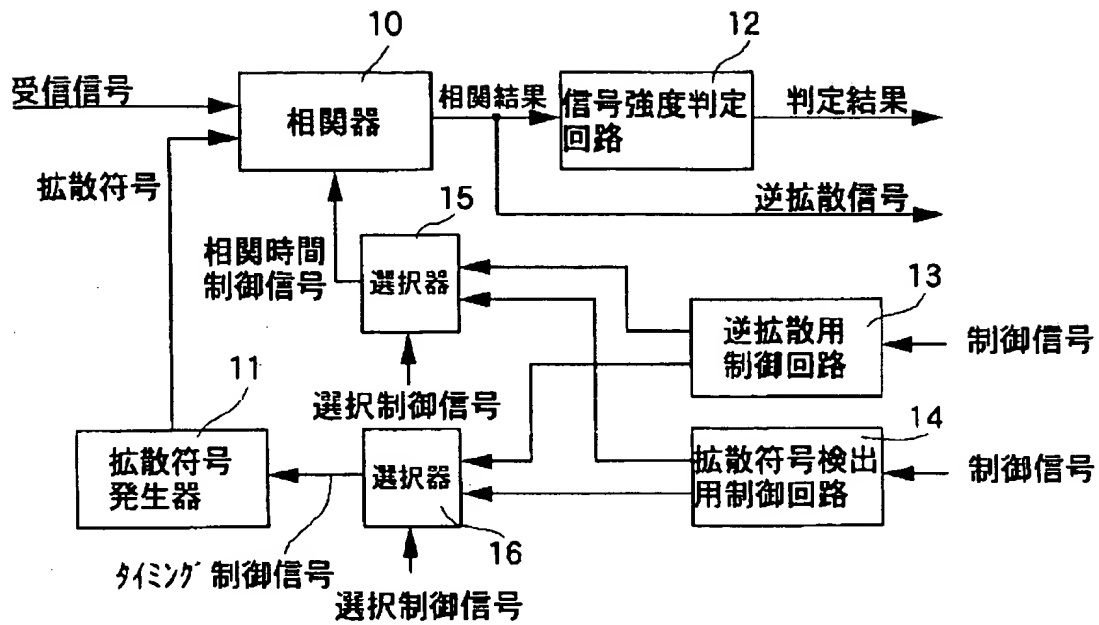 10
12
受信信号
相関器
相関結果
信号強度判定
回路
判定結果
拡散符号
逆拡散信号
15
相関時間
制御信号
選択器
13
逆拡散用
制御回路
制御信号
11
選択制御信号
14
拡散符号
発生器
選択器
拡散符号検出
用制御回路
制御信号
16
タイミング制御信号
選択制御信号